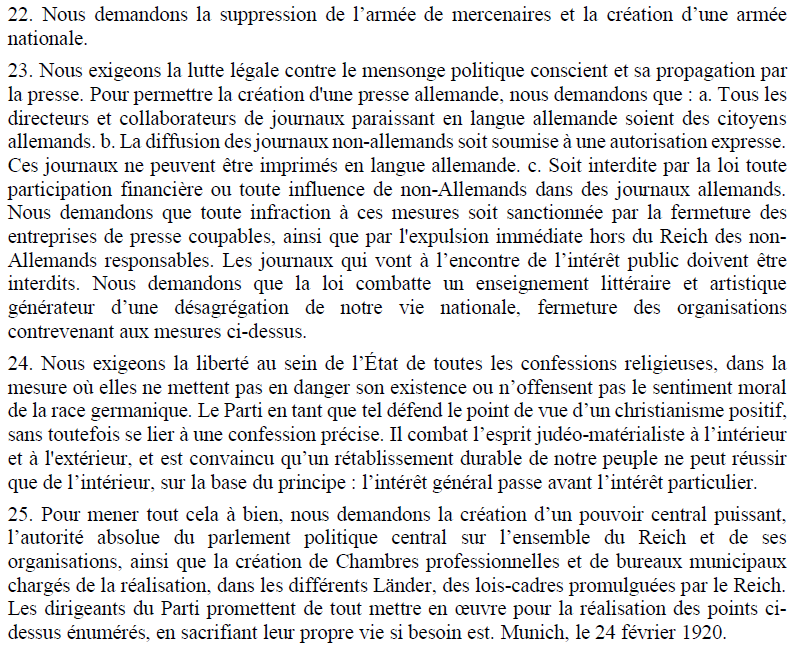 22. Nous demandons la suppression de l’armée de mercenaires et la création d’une armée
nationale.
23. Nous exigeons la lutte légale contre le mensonge politique conscient et sa propagation par
la presse. Pour permettre la création d'une presse allemande, nous demandons que : a. Tous les
directeurs et collaborateurs de journaux paraissant en langue allemande soient des citoyens
allemands. b. La diffusion des journaux non-allemands soit soumise à une autorisation expresse.
Ces journaux ne peuvent être imprimés en langue allemande. c. Soit interdite par la loi toute
participation financière ou toute influence de non-Allemands dans des journaux allemands.
Nous demandons que toute infraction à ces mesures soit sanctionnée par la fermeture des
entreprises de presse coupables, ainsi que par l'expulsion immédiate hors du Reich des non-
Allemands responsables. Les journaux qui vont à l’encontre de l’intérêt public doivent être
interdits. Nous demandons que la loi combatte un enseignement littéraire et artistique
générateur d’une désagrégation de notre vie nationale, fermeture des organisations
contrevenant aux mesures ci-dessus.
24. Nous exigeons la liberté au sein de l’État de toutes les confessions religieuses, dans la
mesure où elles ne mettent pas en danger son existence ou n’offensent pas le sentiment moral
de la race germanique. Le Parti en tant que tel défend le point de vue d’un christianisme positif,
sans toutefois se lier à une confession précise. Il combat l’esprit judéo-matérialiste à l’intérieur
et à l'extérieur, et est convaincu qu’un rétablissement durable de notre peuple ne peut réussir
que de l’intérieur, sur la base du principe : l’intérêt général passe avant l’intérêt particulier.
25. Pour mener tout cela à bien, nous demandons la création d’un pouvoir central puissant,
l’autorité absolue du parlement politique central sur l’ensemble du Reich et de ses
organisations, ainsi que la création de Chambres professionnelles et de bureaux municipaux
chargés de la réalisation, dans les différents Länder, des lois-cadres promulguées par le Reich.
Les dirigeants du Parti promettent de tout mettre en œuvre pour la réalisation des points ci-
dessus énumérés, en sacrifiant leur propre vie si besoin est. Munich, le 24 février 1920.